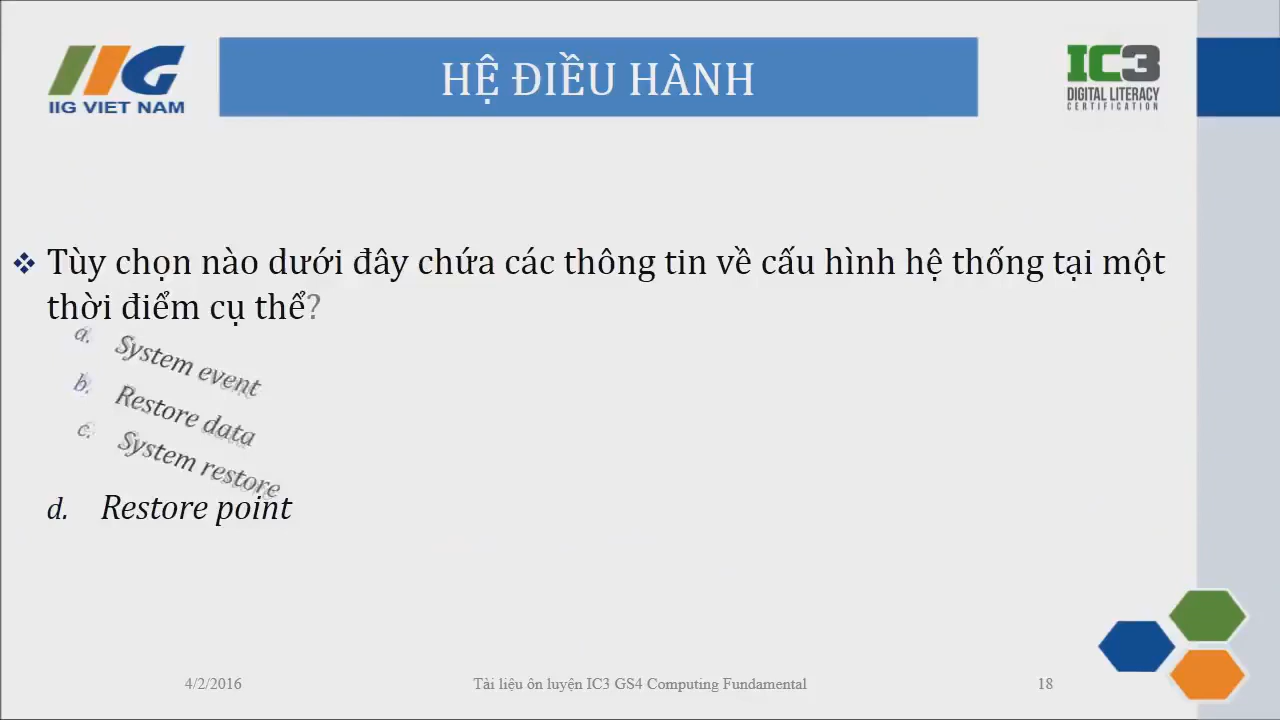 IIG VIET NAM
HỆ ĐIỀU HÀNH
IC3
DIGITAL LITERACY
CERTIFICATION
❖ Tùy chọn nào dưới đây chứa các thông tin về cấu hình hệ thống tại một
thời điểm cụ thể?
a. System event
b. Restore data
c. System restore
d. Restore point
4/2/2016
Tài liệu ôn luyện IC3 GS4 Computing Fundamental
18